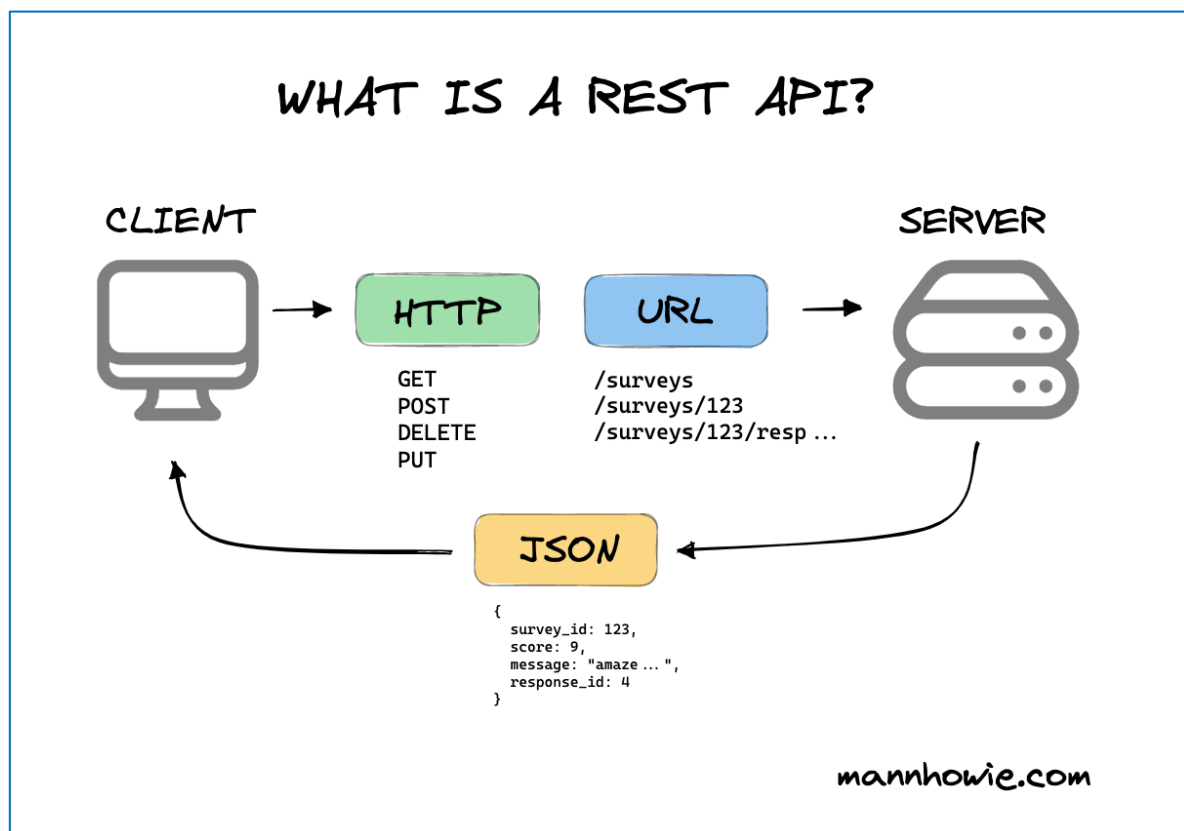 WHAT IS A REST API?
CLIENT
SERVER
HTTP
URL
GET
POST
DELETE
PUT
/surveys
/surveys/123
/surveys/123/resp...
JSON
{
survey_id: 123,
score: 9,
message: "amaze...",
response_id: 4
}
mannhowie.com